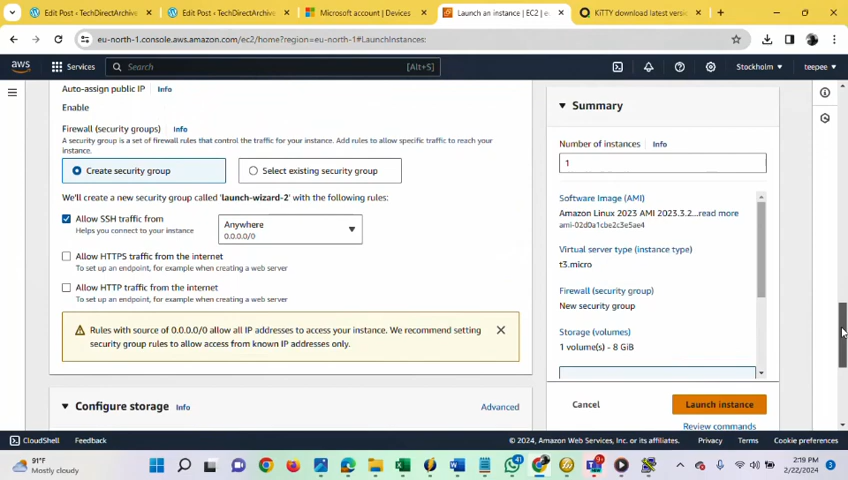 Edit Post ‹ TechDirectArchive
Edit Post ‹ TechDirectArchive
Microsoft account | Devices
Launch an instance | EC2 | e
KiTTY download latest versi
eu-north-1.console.aws.amazon.com/ec2/home?region=eu-north-1#LaunchInstances:
aws
Services
Search
[Alt+S]
Stockholm
teepee
Auto-assign public IP Info
Enable
Firewall (security groups) Info
A security group is a set of firewall rules that control the traffic for your instance. Add rules to allow specific traffic to reach your
instance.
Create security group
Select existing security group
We'll create a new security group called 'launch-wizard-2' with the following rules:
Allow SSH traffic from
Helps you connect to your instance
Anywhere
0.0.0.0/0
Allow HTTPS traffic from the internet
To set up an endpoint, for example when creating a web server
Allow HTTP traffic from the internet
To set up an endpoint, for example when creating a web server
Rules with source of 0.0.0.0/0 allow all IP addresses to access your instance. We recommend setting
security group rules to allow access from known IP addresses only.
Configure storage Info
Advanced
Summary
Number of instances Info
1
Software Image (AMI)
Amazon Linux 2023 AMI 2023.3.2...read more
ami-02d0a1cbe2c3e5ae4
Virtual server type (instance type)
t3.micro
Firewall (security group)
New security group
Storage (volumes)
1 volume(s) - 8 GiB
Cancel
Launch instance
Review commands
CloudShell
Feedback
© 2024, Amazon Web Services, Inc. or its affiliates.
Privacy
Terms
Cookie preferences
91°F
Mostly cloudy
41
9+
2:19 PM
2/22/2024
3